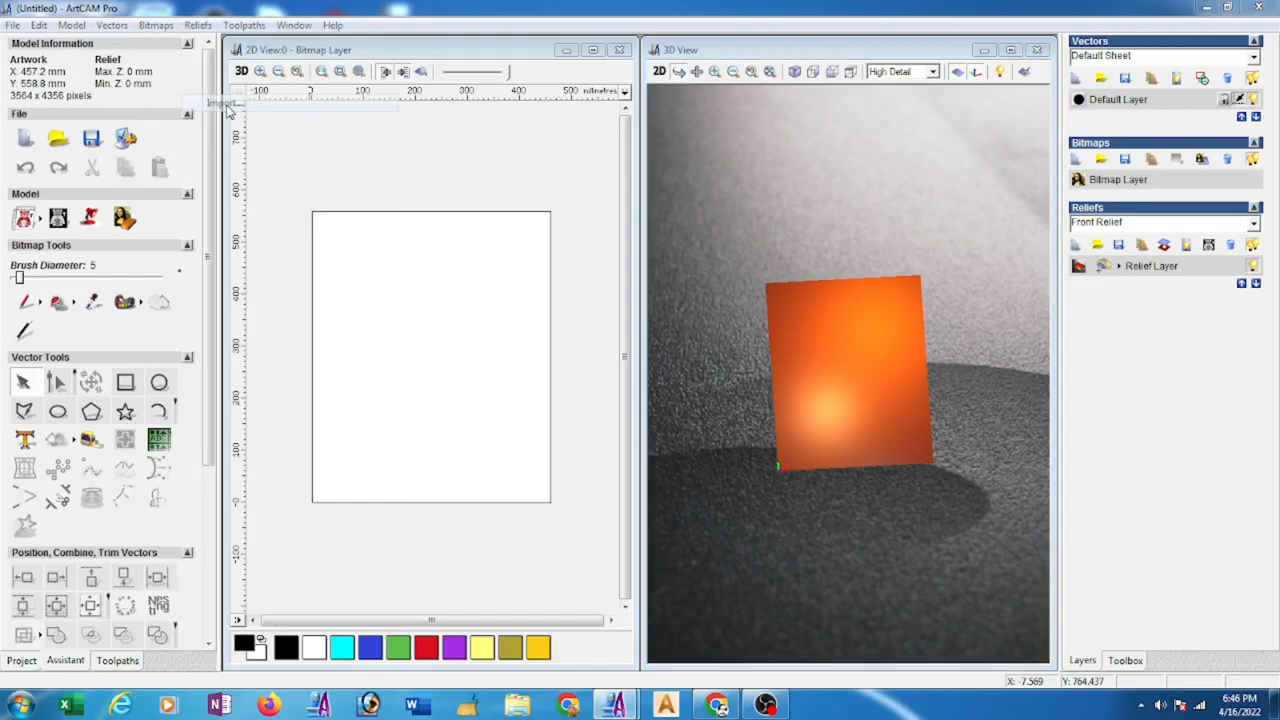 (Untitled) - ArtCAM Pro
File Edit Model Vectors Bitmaps Reliefs Toolpaths Window Help
Model Information
Artwork Relief
X: 457.2 mm Max. Z: 0 mm
Y: 558.8 mm Min. Z: 0 mm
3564 x 4356 pixels
Import...
File
Model
Bitmap Tools
Brush Diameter: 5
Vector Tools
Position, Combine, Trim Vectors
Project Assistant Toolpaths
2D View:0 - Bitmap Layer
3D
-100 0 100 200 300 400 500 millimetres
700
600
500
400
300
200
100
0
-100
3D View
2D High Detail
Vectors
Default Sheet
Default Layer
Bitmaps
Bitmap Layer
Reliefs
Front Relief
Relief Layer
Layers Toolbox
X: -7.569 Y: 764.437
6:46 PM
4/16/2022